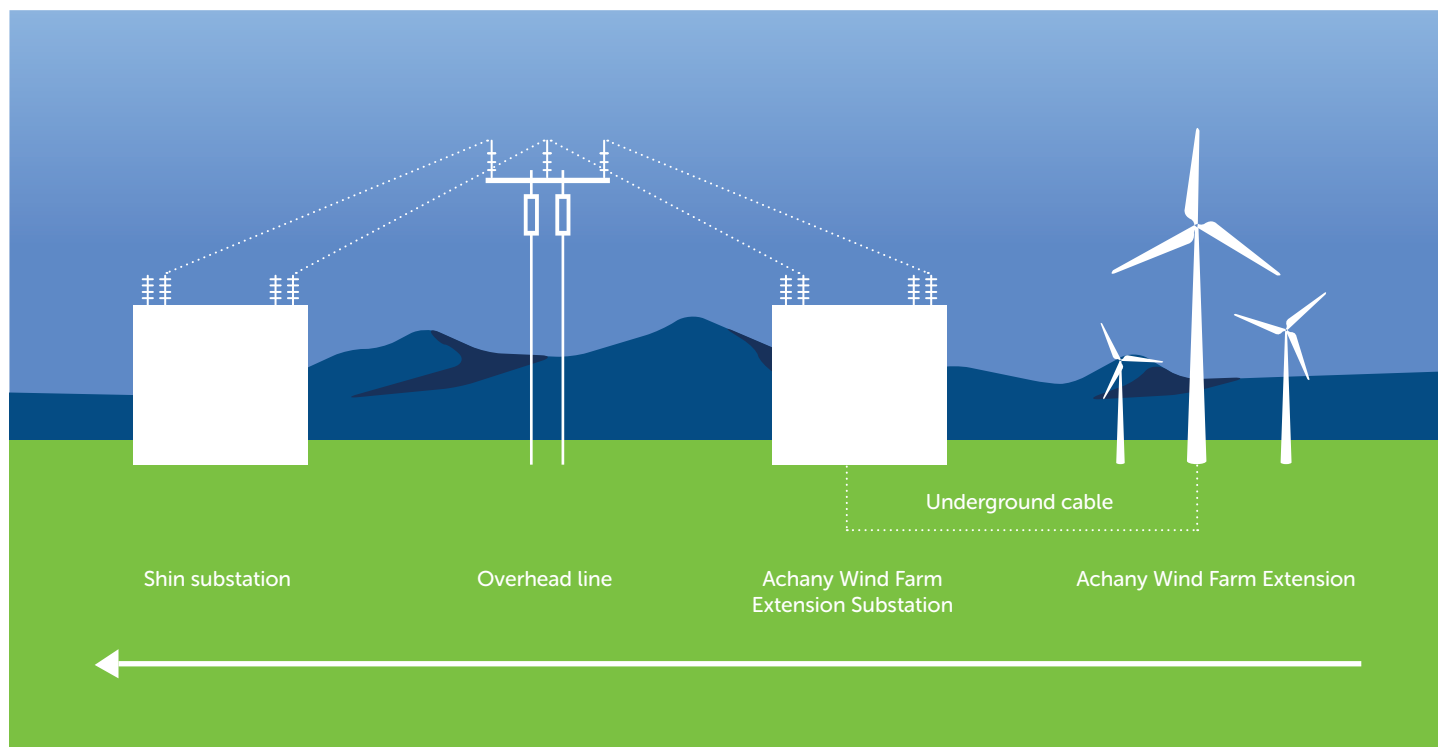 Underground cable
Shin substation
Overhead line
Achany Wind Farm
Extension Substation
Achany Wind Farm Extension